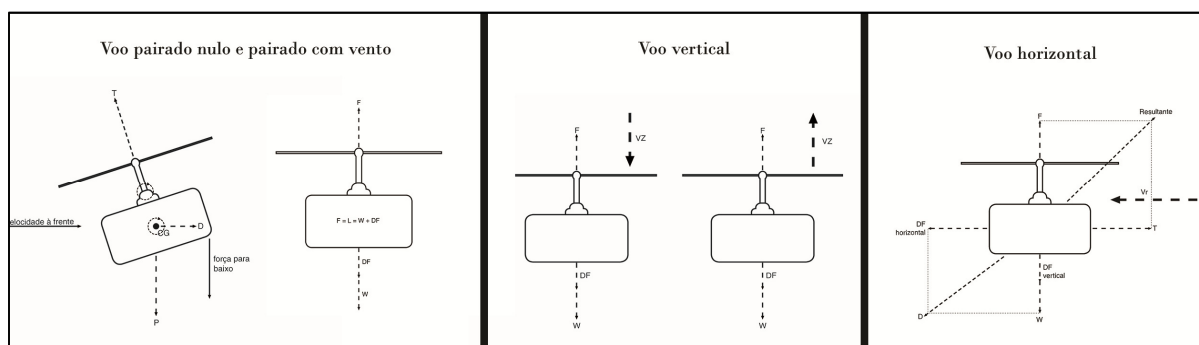 Voo pairado nulo e pairado com vento
T
elocidade à frente
CG
D
força para
baixo
P
F
F = L = W + DF
DF
W
Voo vertical
F
VZ
DF
W
F
VZ
DF
W
Voo horizontal
F
Resultante
Vr
DF
horizontal
T
DF
vertical
D
W